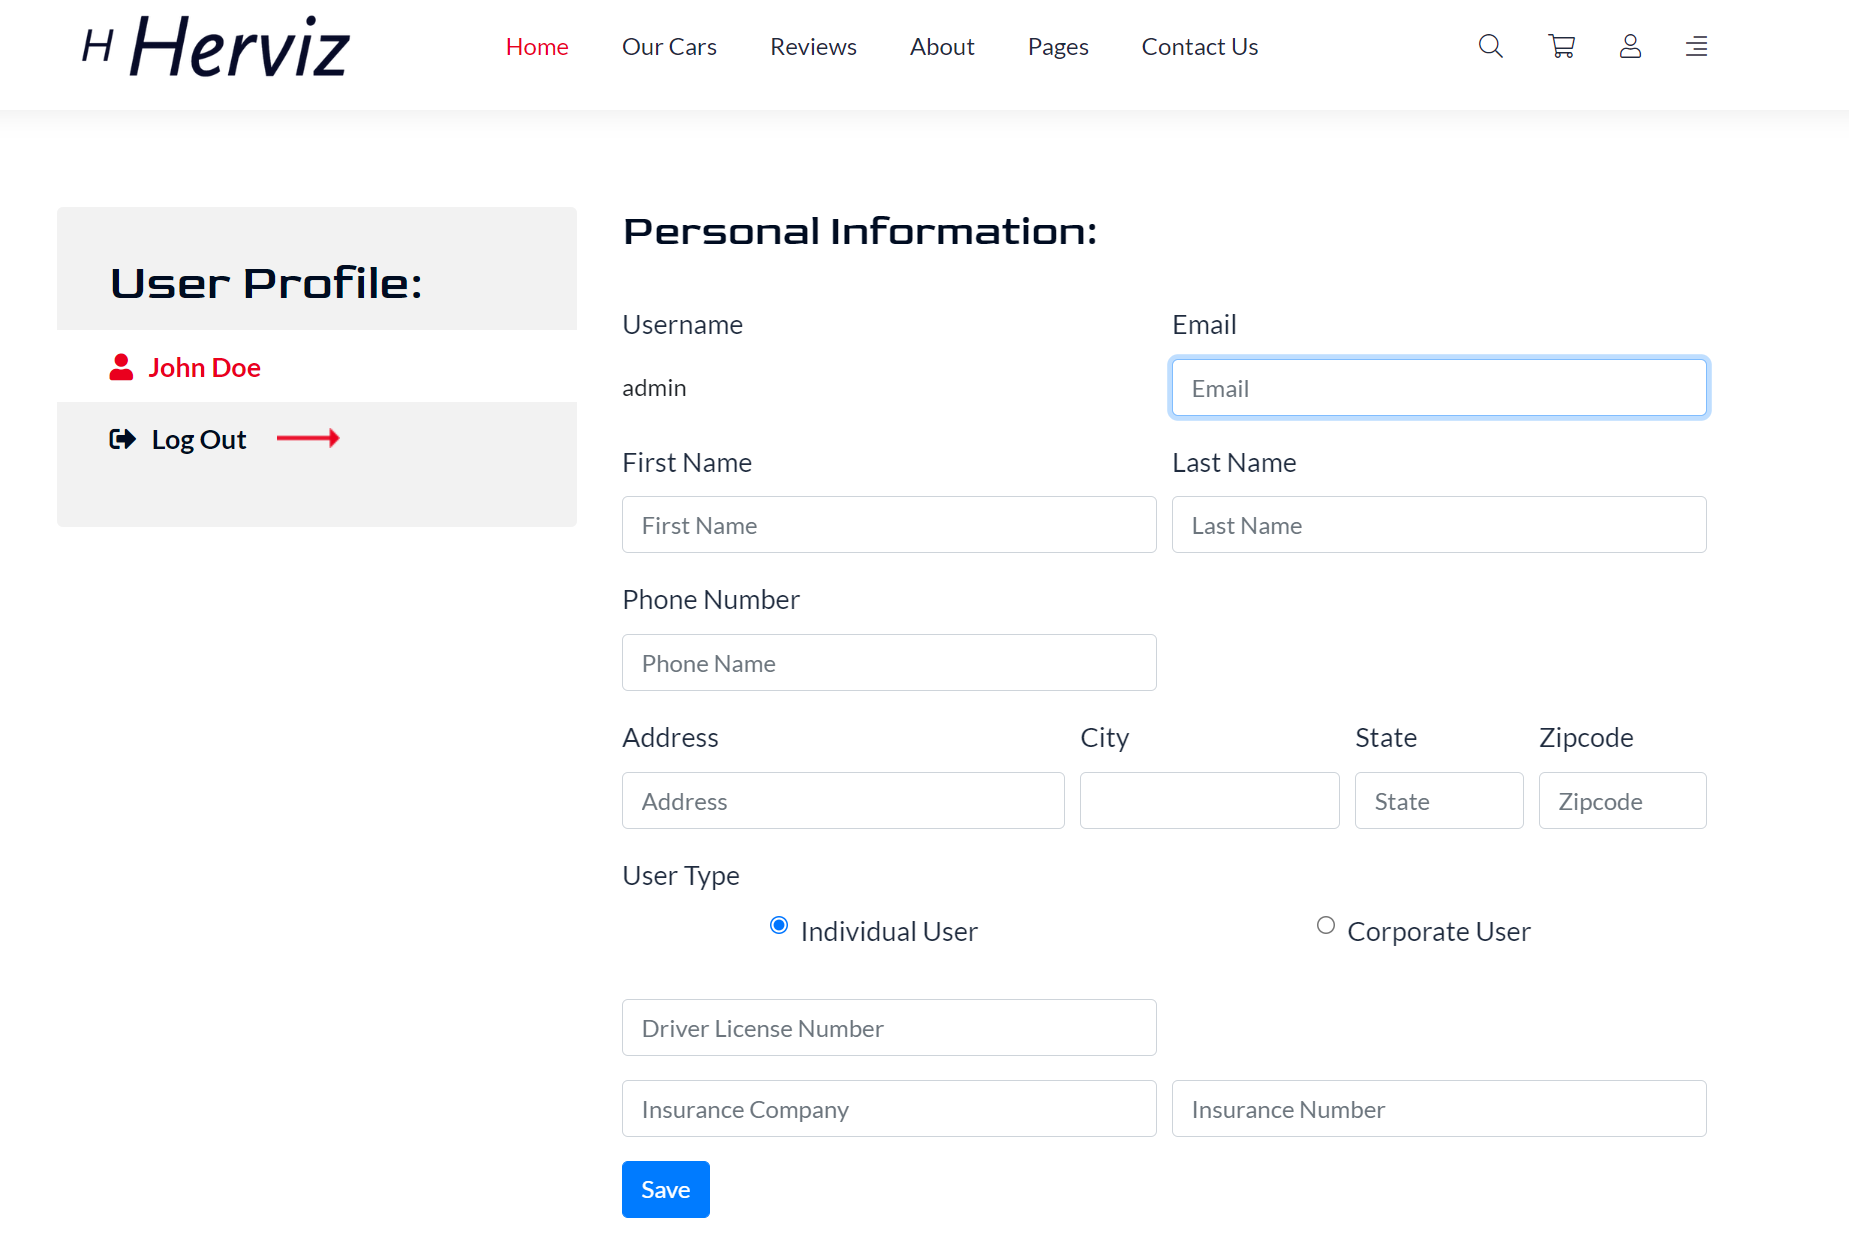 H Herviz
Home Our Cars Reviews About Pages Contact Us
User Profile:
John Doe
Log Out
Personal Information:
Username Email
admin Email
First Name Last Name
First Name Last Name
Phone Number
Phone Name
Address City State Zipcode
Address State Zipcode
User Type
Individual User Corporate User
Driver License Number
Insurance Company Insurance Number
Save